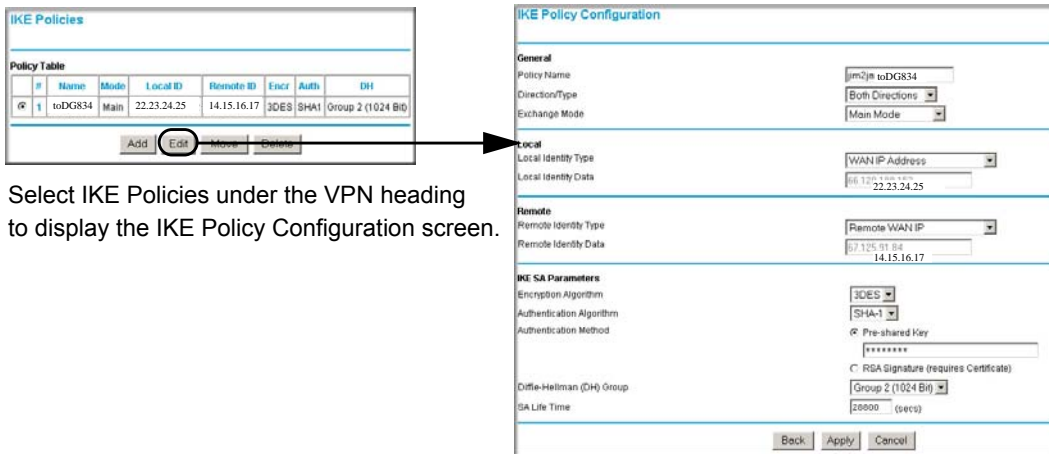 IKE Policies
Policy Table
# Name Mode Local ID Remote ID Encr Auth DH
1 toDG834 Main 22.23.24.25 14.15.16.17 3DES SHA1 Group 2 (1024 Bit)
Add Edit Move Delete
Select IKE Policies under the VPN heading
to display the IKE Policy Configuration screen.
IKE Policy Configuration
General
Policy Name toDG834
Direction/Type Both Directions
Exchange Mode Main Mode
Local
Local Identity Type WAN IP Address
Local Identity Data 22.23.24.25
Remote
Remote Identity Type Remote WAN IP
Remote Identity Data 67.125.91.84
14.15.16.17
IKE SA Parameters
Encryption Algorithm 3DES
Authentication Algorithm SHA-1
Authentication Method Pre-shared Key
********
RSA Signature (requires Certificate)
Diffie-Hellman (DH) Group Group 2 (1024 Bit)
SA Life Time 28800 (secs)
Back Apply Cancel